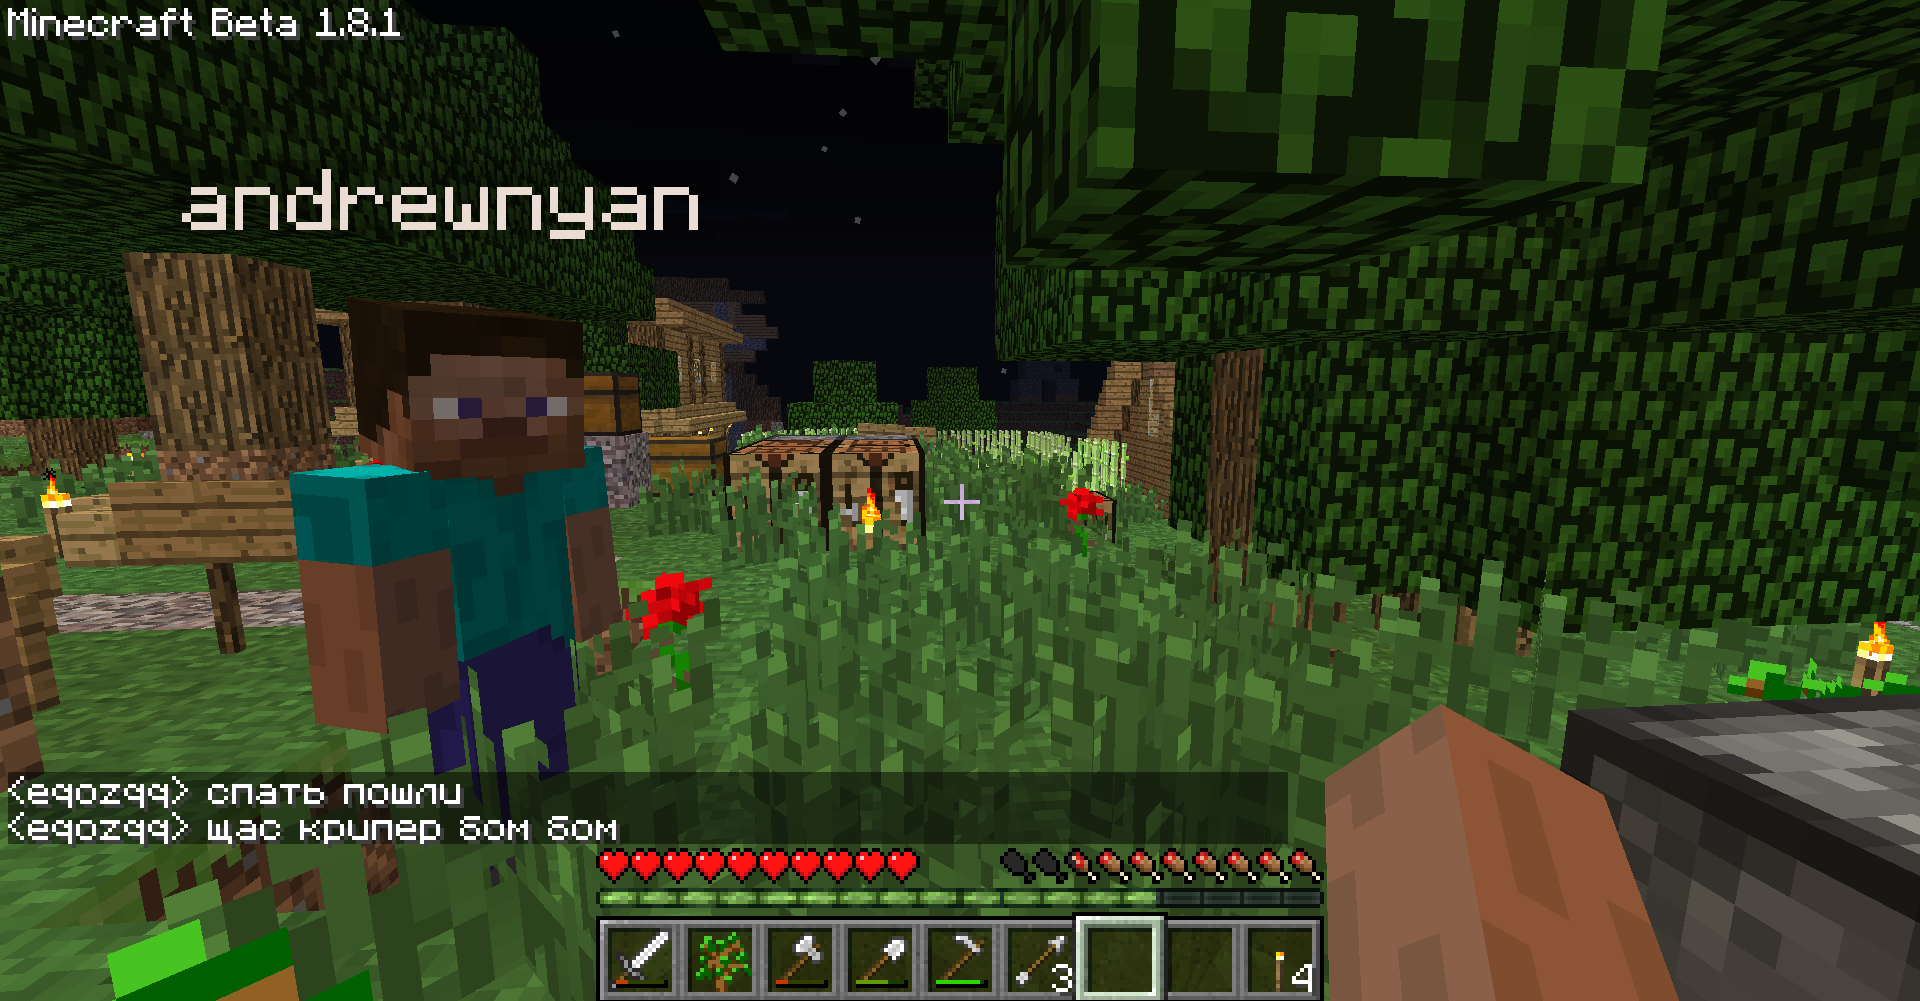 Minecraft Beta 1.8.1
andrewnyan
<eqozqq> спать пошли
<eqozqq> щас крипер бом бом
3
4